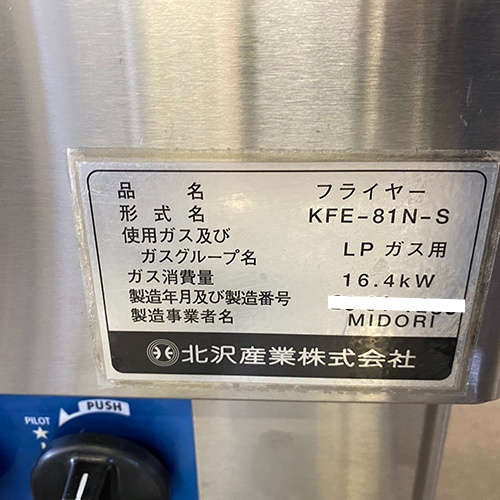 品 名 フライヤー
形 式 名 KFE-81N-S
使用ガス及び
ガスグループ名 LP ガス用
ガス消費量 16.4kW
製造年月及び製造番号
製造事業者名 MIDORI
北沢産業株式会社
PUSH
PILOT